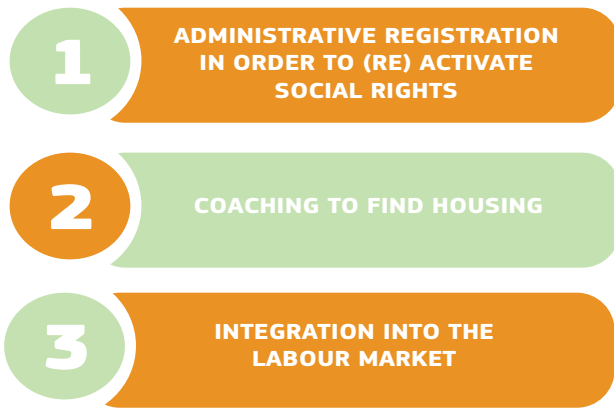 1
ADMINISTRATIVE REGISTRATION
IN ORDER TO (RE) ACTIVATE
SOCIAL RIGHTS
2
COACHING TO FIND HOUSING
3
INTEGRATION INTO THE
LABOUR MARKET